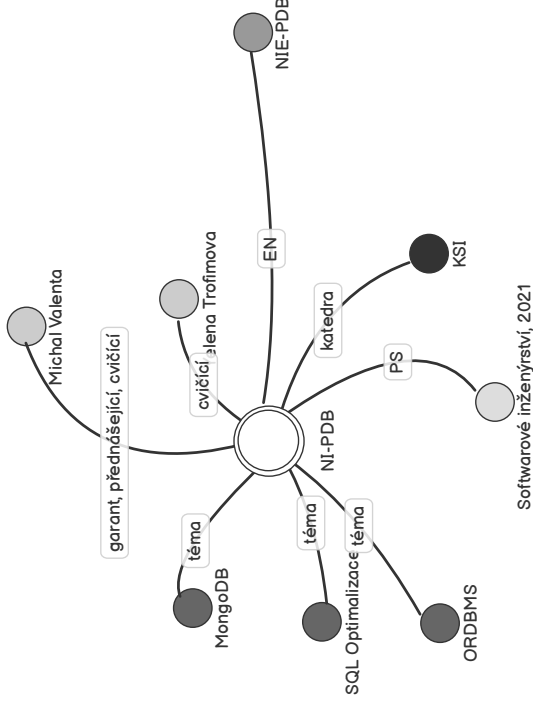 Michal Valenta
garant, přednášející, cvičící
téma
cvičící
elena Trofimova
MongoDB
EN
NIE-PDB
téma
NI-PDB
katedra
SQL Optimalizace
téma
PS
KSI
ORDBMS
Softwarové inženýrství, 2021